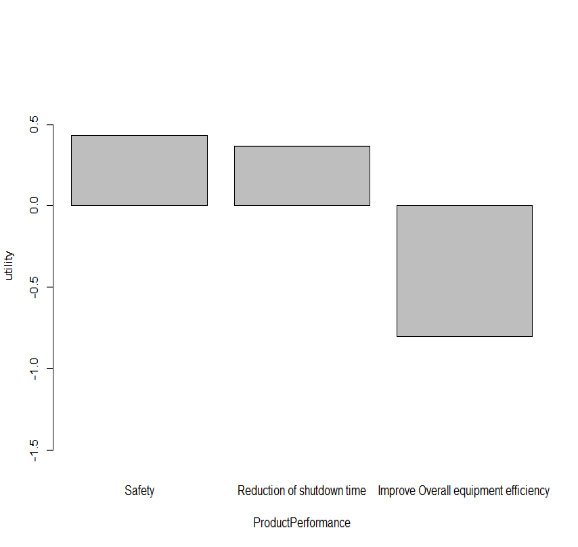 0.5
0.0
-0.5
-1.0
-1.5
utility
Safety
Reduction of shutdown time
Improve Overall equipment efficiency
ProductPerformance